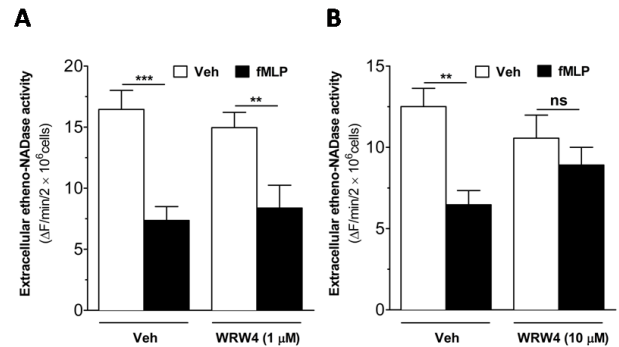 A
B
Extracellular etheno-NADase activity
(ΔF/min/2 × 10⁶cells)
20
15
10
5
0
Veh
fMLP
***
**
Veh
WRW4 (1 μM)
Extracellular etheno-NADase activity
(ΔF/min/2 × 10⁶cells)
15
10
5
0
Veh
fMLP
**
ns
Veh
WRW4 (10 μM)